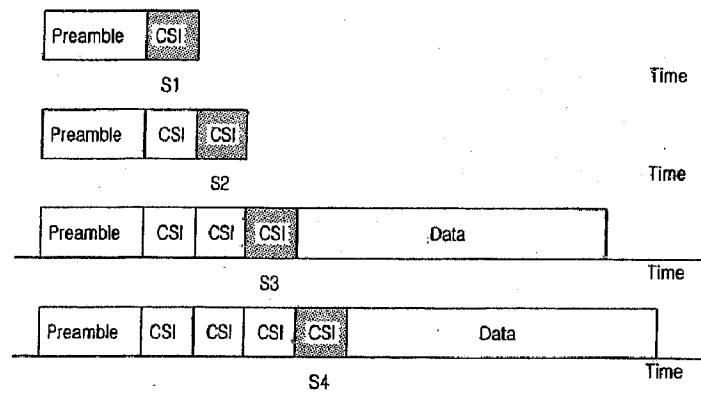 Preamble CSI
S1
Time
Preamble CSI CSI
S2
Time
Preamble CSI CSI CSI Data
S3
Time
Preamble CSI CSI CSI CSI Data
S4
Time